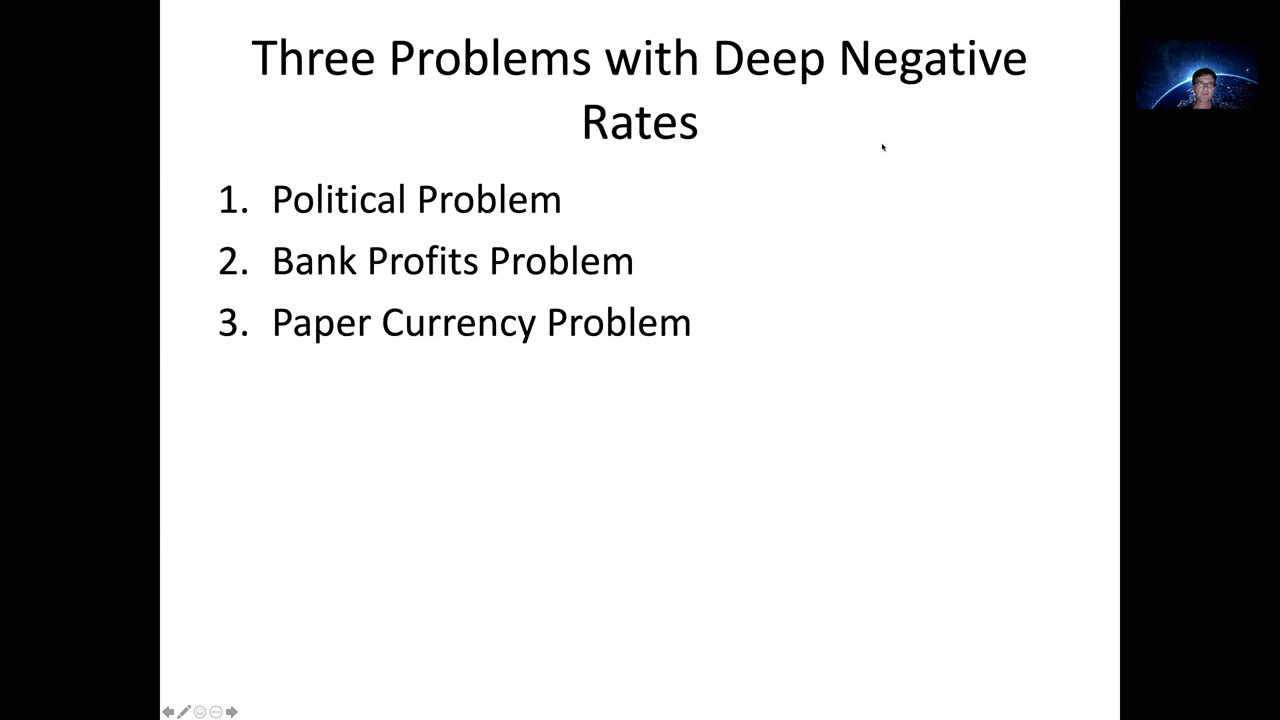 Three Problems with Deep Negative
Rates
1. Political Problem
2. Bank Profits Problem
3. Paper Currency Problem